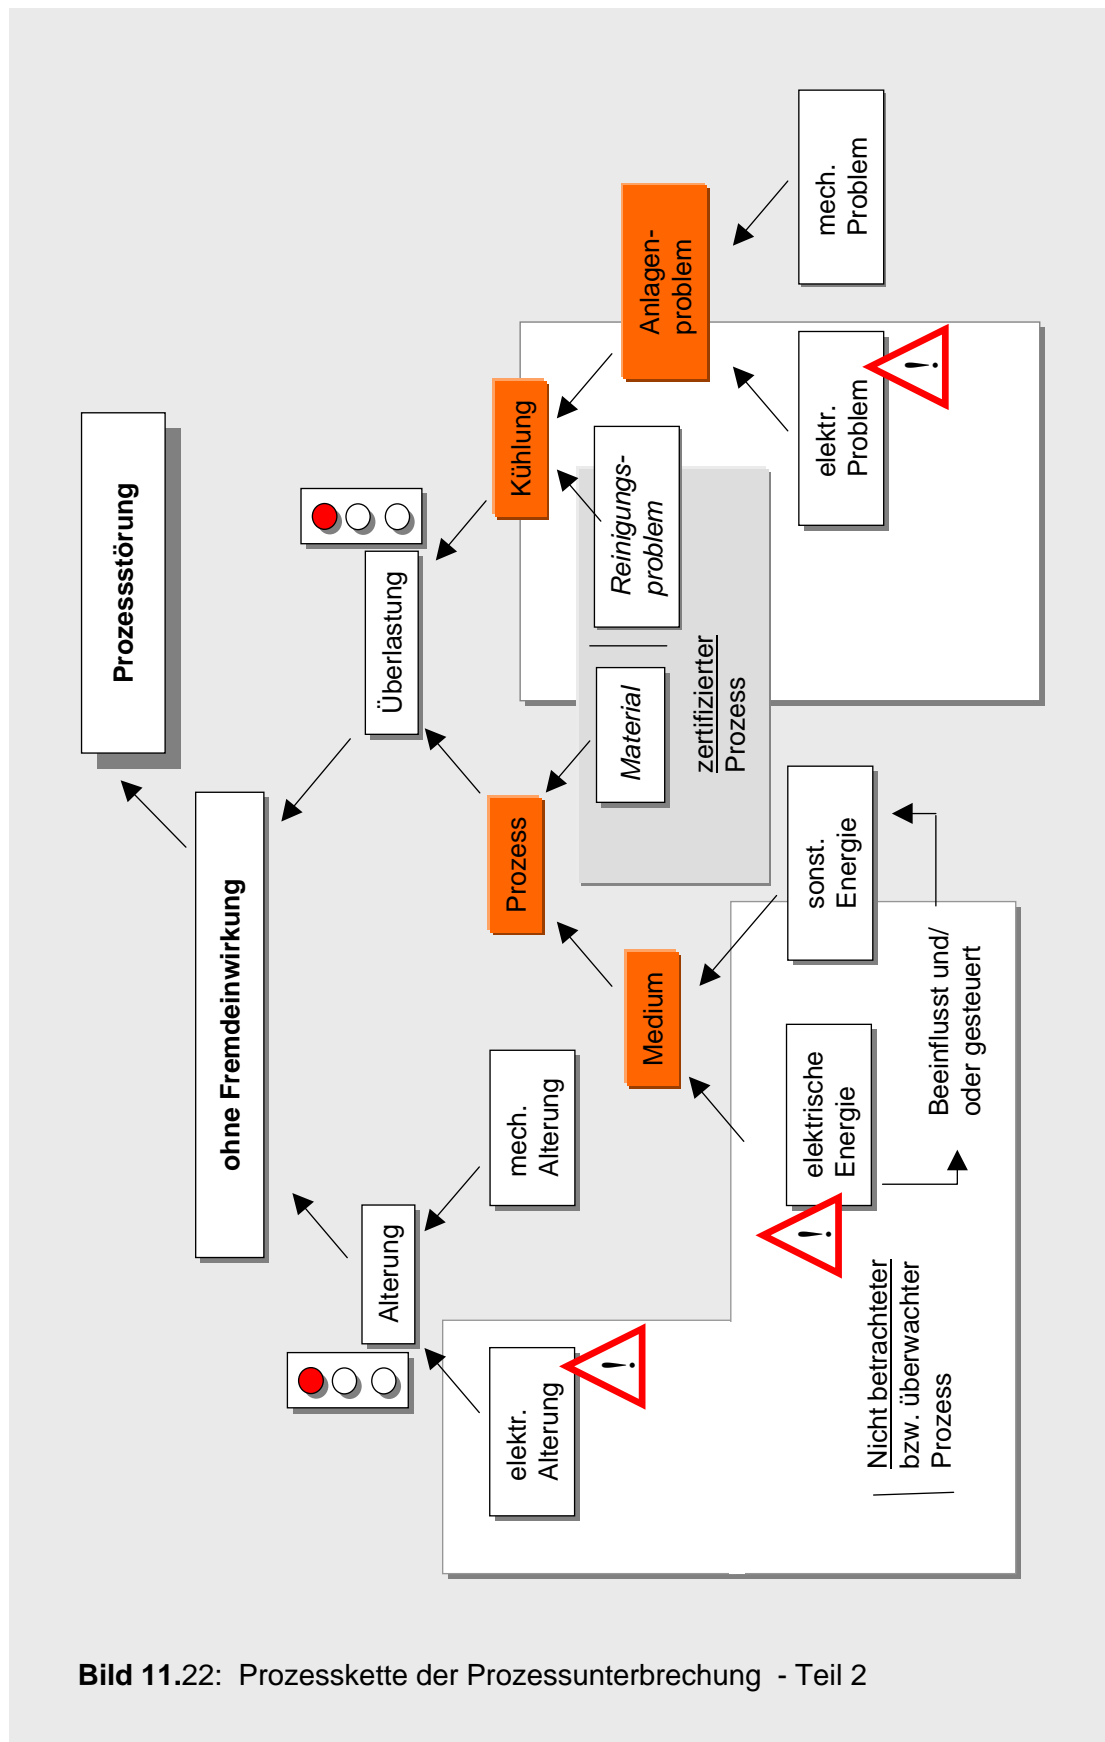 Prozessstörung
ohne Fremdeinwirkung
Alterung
Überlastung
elektr.
Alterung
mech.
Alterung
Prozess
Kühlung
Medium
Material
Reinigungs-
problem
Anlagen-
problem
zertifizierter
Prozess
elektrische
Energie
sonst.
Energie
elektr.
Problem
mech.
Problem
!
!
!
Nicht betrachteter
bzw. überwachter
Prozess
Beeinflusst und/
oder gesteuert
Bild 11.22: Prozesskette der Prozessunterbrechung - Teil 2